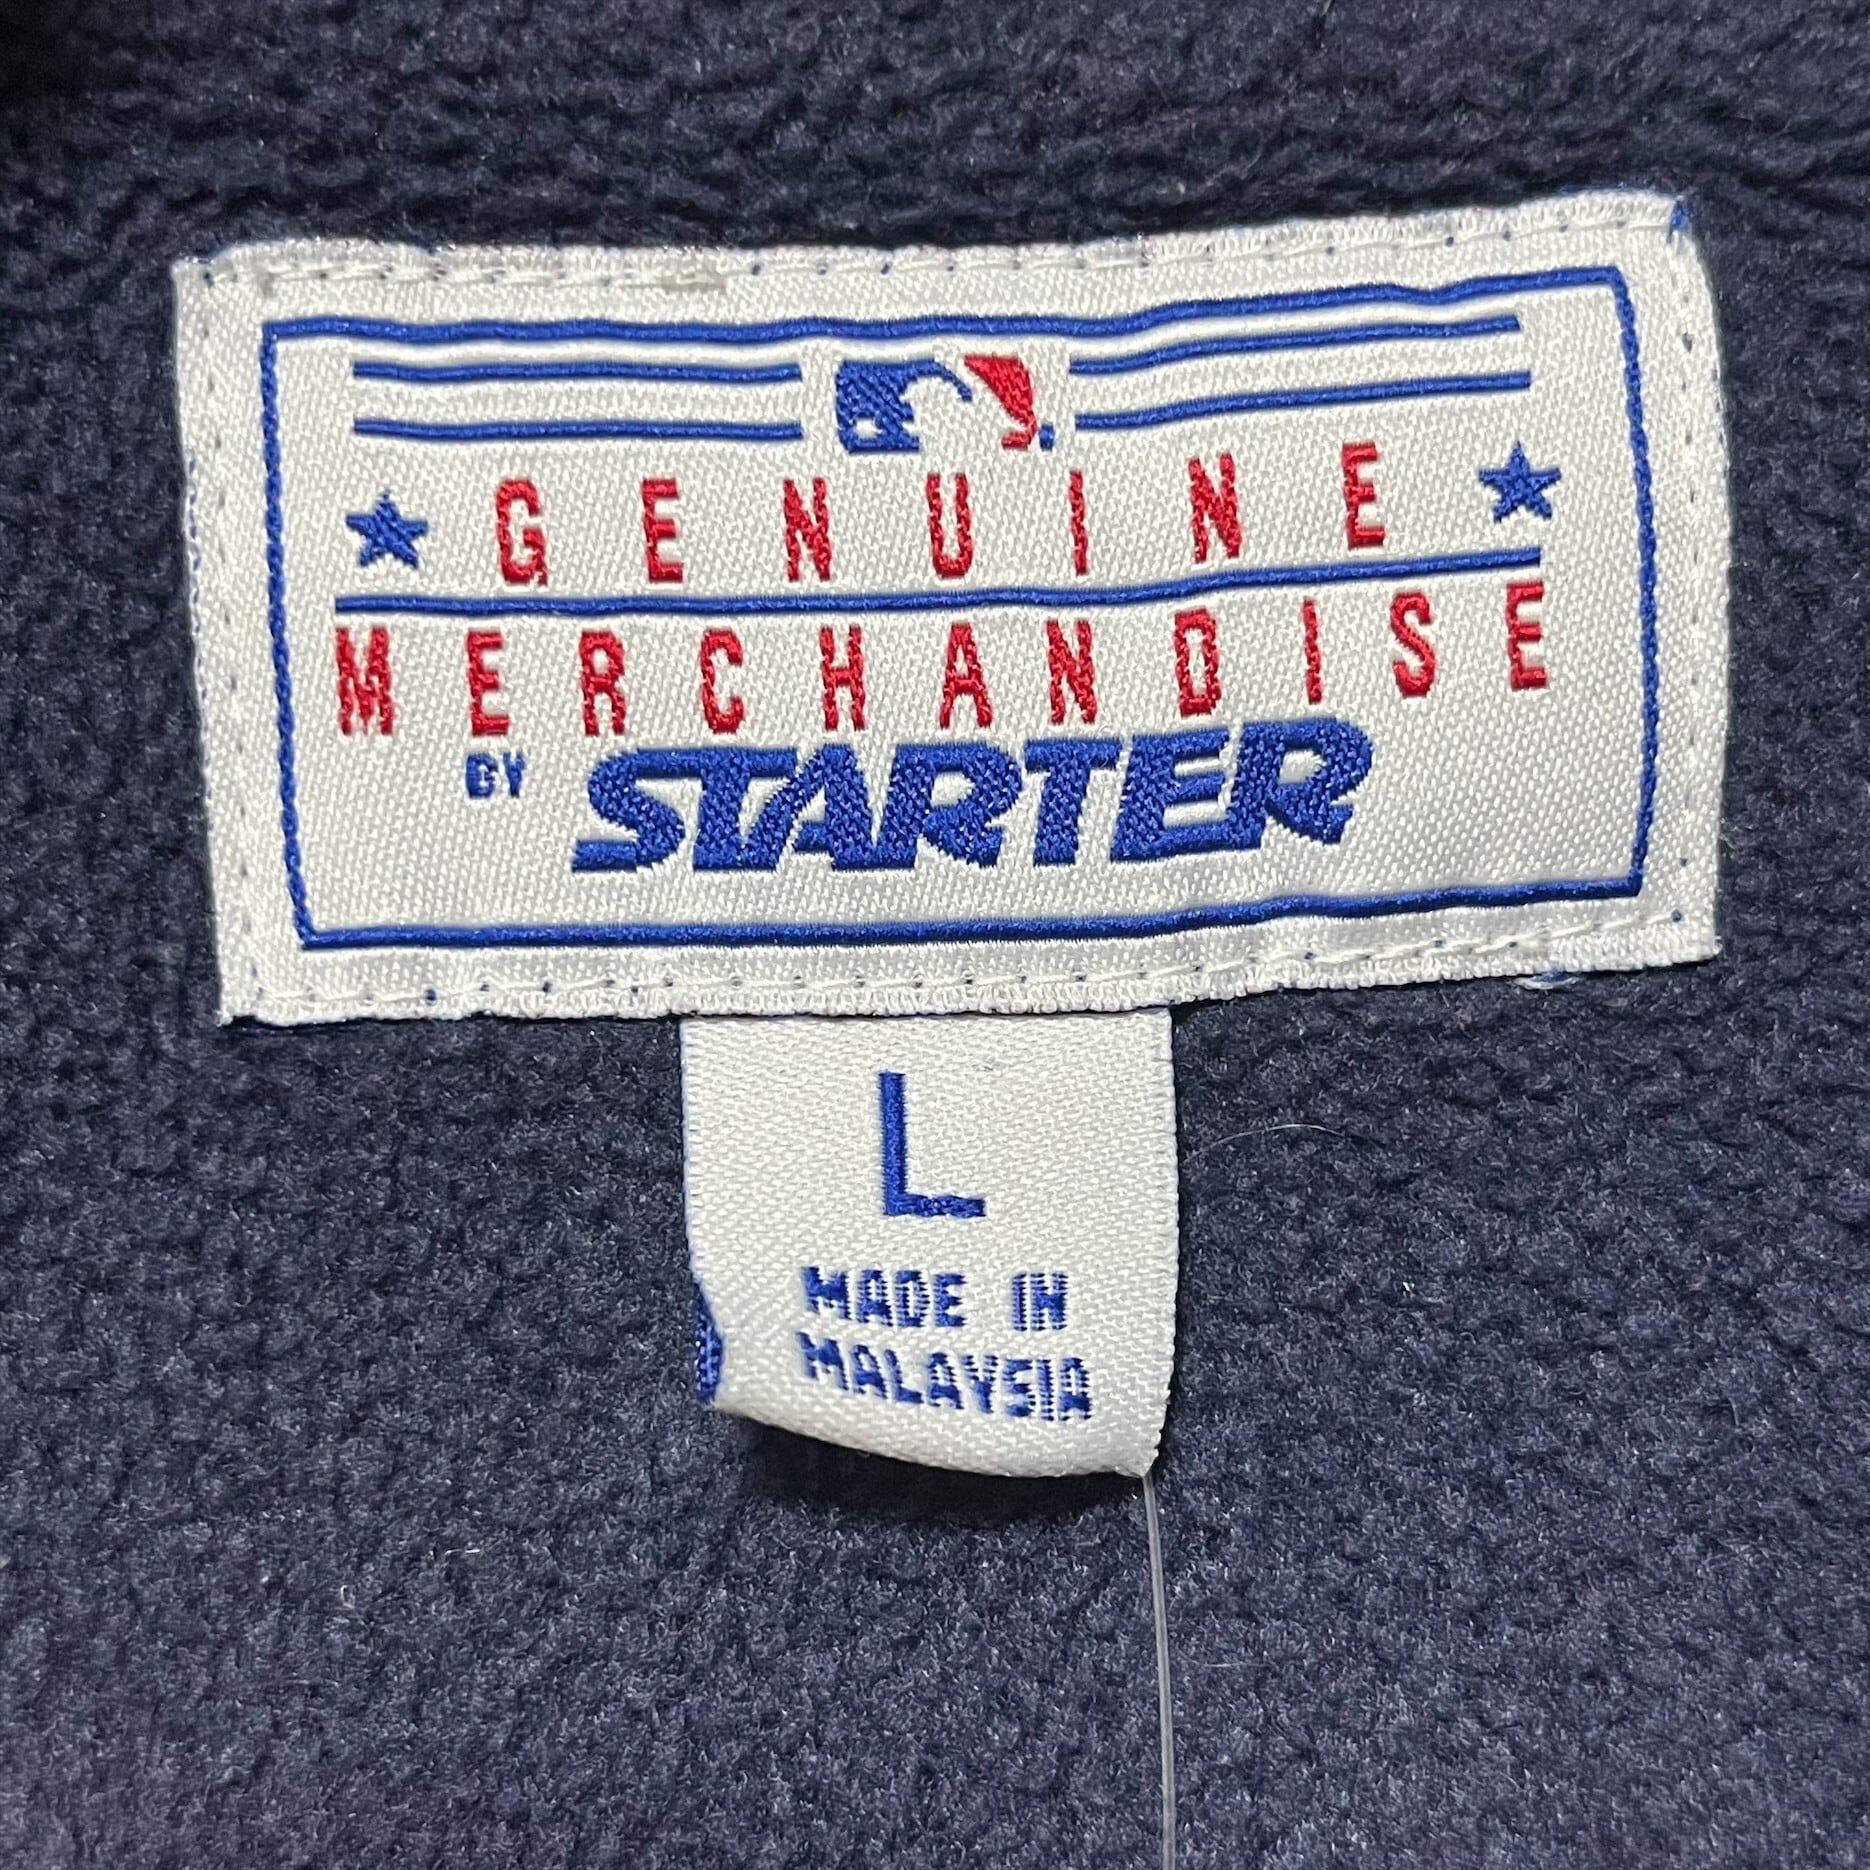 GENUINE
MERCHANDISE
BY STARTER
L
MADE IN
MALAYSIA